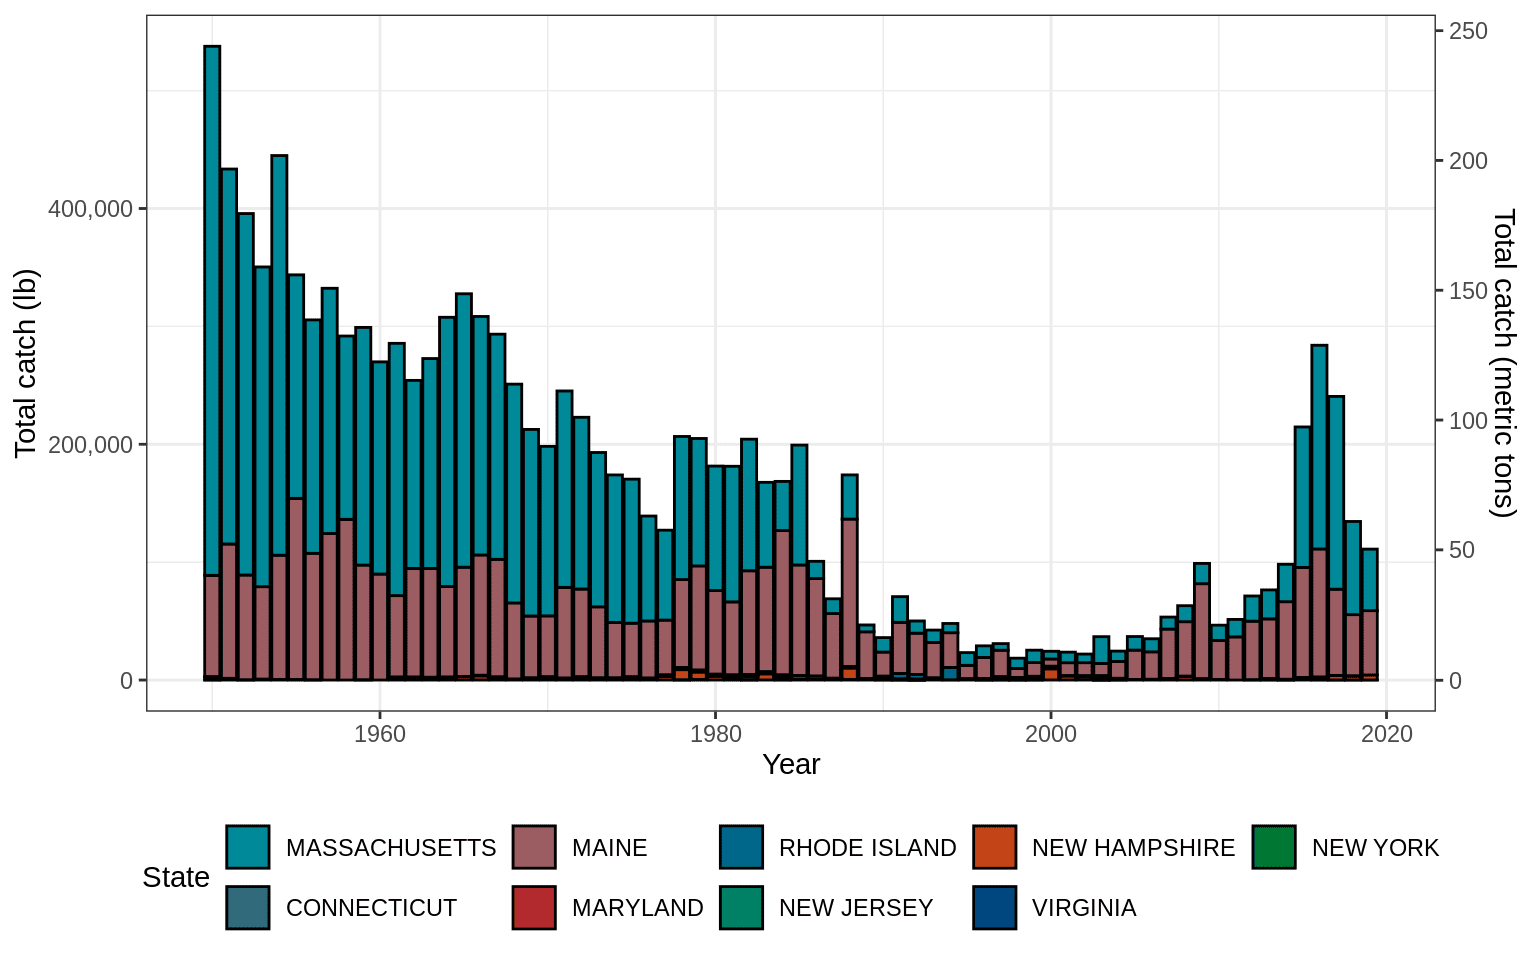 250
200
400,000
150
Total catch (lb)
Total catch (metric tons)
100
200,000
50
0
0
1960
1980
2000
2020
Year
State
MASSACHUSETTS
MAINE
RHODE ISLAND
NEW HAMPSHIRE
NEW YORK
CONNECTICUT
MARYLAND
NEW JERSEY
VIRGINIA